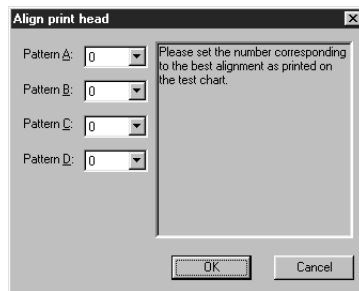 Align print head
Pattern A: 0
Pattern B: 0
Pattern C: 0
Pattern D: 0
Please set the number corresponding
to the best alignment as printed on
the test chart.
OK
Cancel